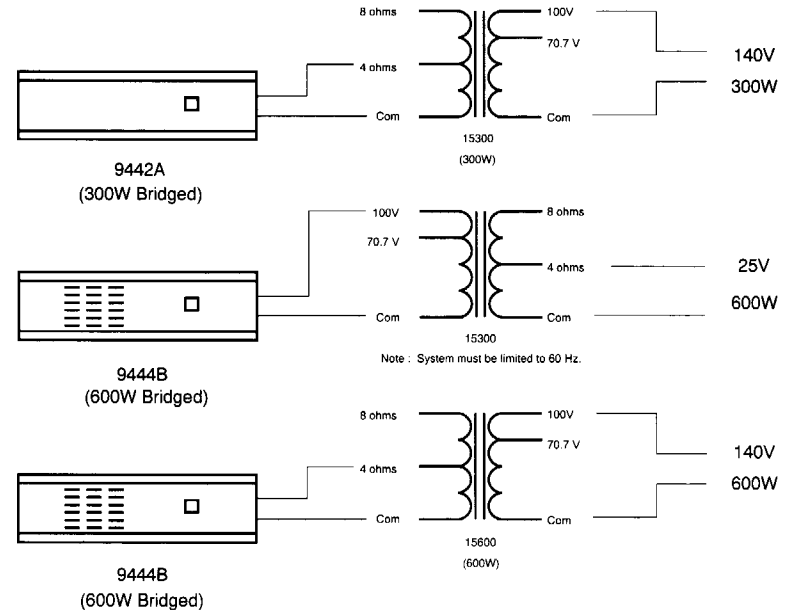 8 ohms
100V
70.7 V
140V
4 ohms
300W
Com
Com
15300
(300W)
9442A
(300W Bridged)
100V
8 ohms
70.7 V
4 ohms
25V
600W
Com
Com
15300
Note : System must be limited to 60 Hz.
9444B
(600W Bridged)
8 ohms
100V
70.7 V
140V
4 ohms
600W
Com
Com
15600
(600W)
9444B
(600W Bridged)